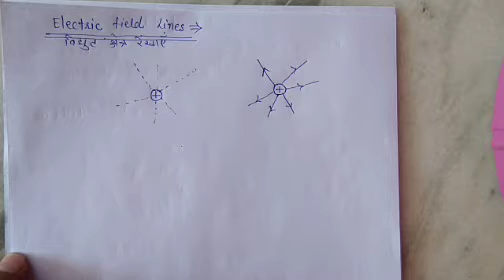 Electric field Lines ⇒
विद्युत क्षेत्र रेखाएं
+
+